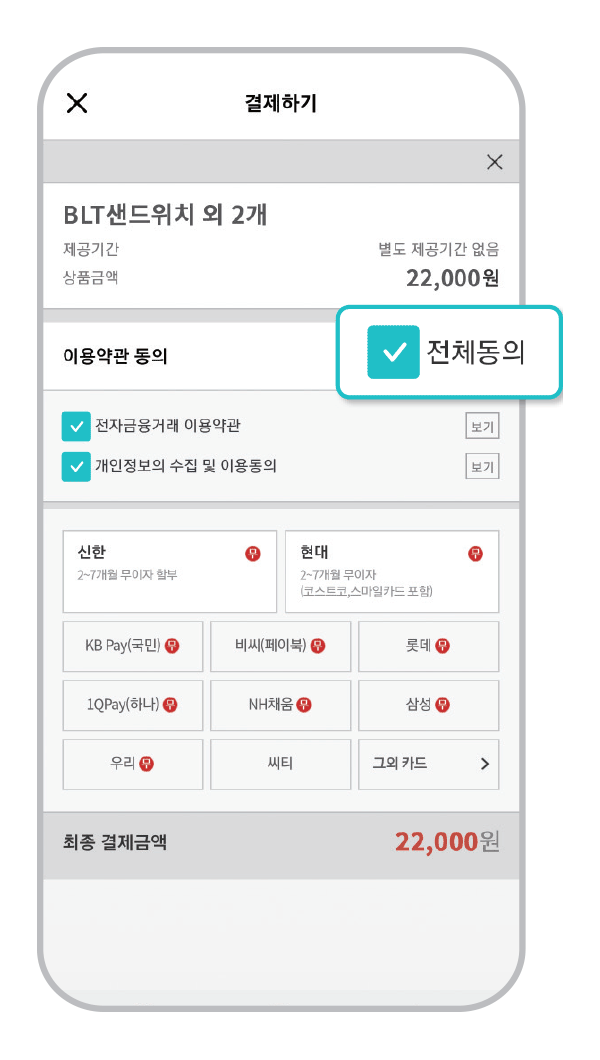 결제하기
BLT샌드위치 외 2개
제공기간 별도 제공기간 없음
상품금액 22,000원
이용약관 동의 전체동의
전자금융거래 이용약관 보기
개인정보의 수집 및 이용동의 보기
신한 무 현대 무
2~7개월 무이자 할부 2~7개월 무이자
(코스트코,스마일카드 포함)
KB Pay(국민) 무 비씨(페이북) 무 롯데 무
1QPay(하나) 무 NH채움 무 삼성 무
우리 무 씨티 그외 카드
최종 결제금액 22,000원